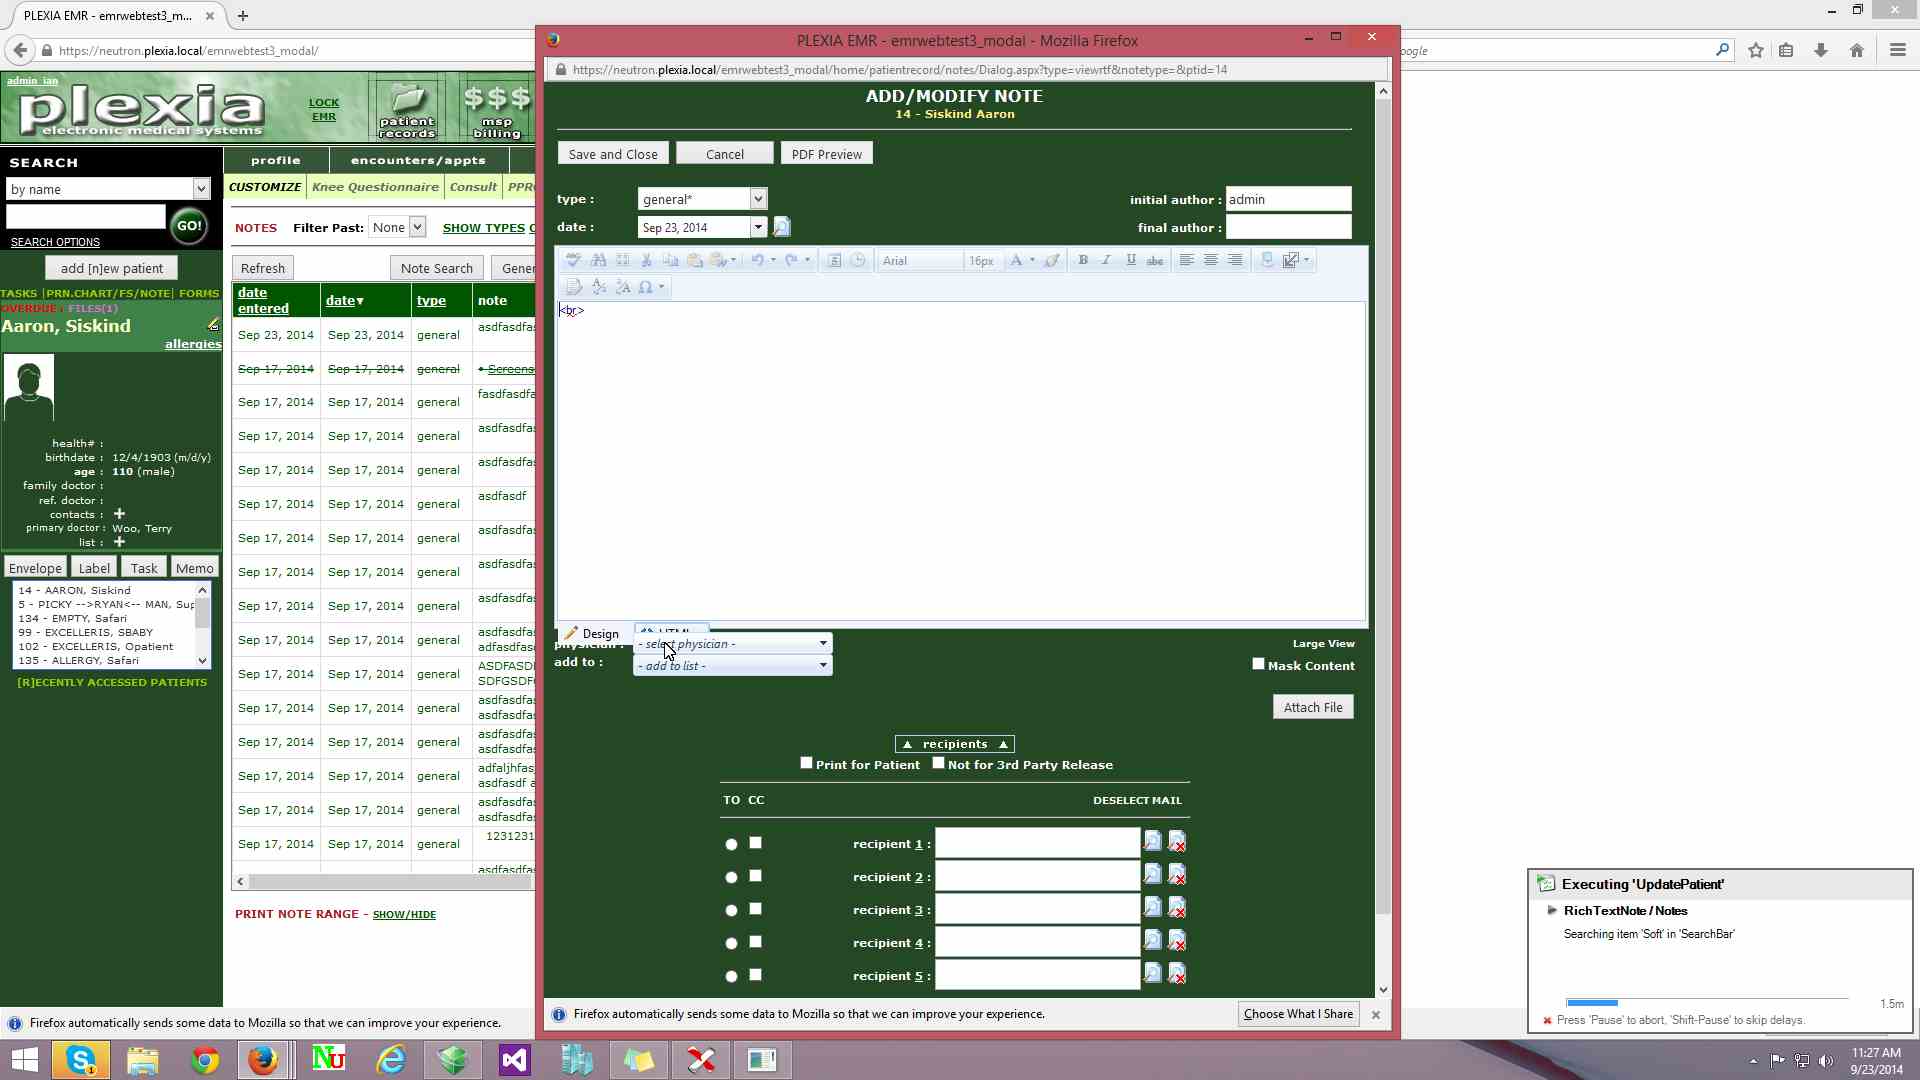 PLEXIA EMR - emrwebtest3_m...
https://neutron.plexia.local/emrwebtest3_modal/
oogle
admin ian
plexia
electronic medical systems
LOCK
EMR
patient
records
$$$
msp
billing
SEARCH
by name
GO!
SEARCH OPTIONS
add [n]ew patient
TASKS |PRN.CHART/FS/NOTE| FORMS
OVERDUE: FILES(1)
Aaron, Siskind
allergies
health# :
birthdate : 12/4/1903 (m/d/y)
age : 110 (male)
family doctor :
ref. doctor :
contacts :
primary doctor : Woo, Terry
list :
Envelope Label Task Memo
14 - AARON, Siskind
5 - PICKY -->RYAN<-- MAN, Sup
134 - EMPTY, Safari
99 - EXCELLERIS, SBABY
102 - EXCELLERIS, Opatient
135 - ALLERGY, Safari
[R]ECENTLY ACCESSED PATIENTS
profile encounters/appts
CUSTOMIZE Knee Questionnaire Consult PPR
NOTES Filter Past: None SHOW TYPES
Refresh Note Search Gener
date entered date▼ type note
Sep 23, 2014 Sep 23, 2014 general asdfasdfas
Sep 17, 2014 Sep 17, 2014 general • Screens
Sep 17, 2014 Sep 17, 2014 general fasdfasdfa
Sep 17, 2014 Sep 17, 2014 general asdfasdfas
Sep 17, 2014 Sep 17, 2014 general asdfasdfas
Sep 17, 2014 Sep 17, 2014 general asdfasdf
Sep 17, 2014 Sep 17, 2014 general asdfasdfas
Sep 17, 2014 Sep 17, 2014 general asdfasdfas
Sep 17, 2014 Sep 17, 2014 general asdfasdfas
Sep 17, 2014 Sep 17, 2014 general asdfasdfas
adfasdfas
Sep 17, 2014 Sep 17, 2014 general ASDFASDF
SDFGSDF
Sep 17, 2014 Sep 17, 2014 general asdfasdfas
asdfasdfas
Sep 17, 2014 Sep 17, 2014 general asdfasdfas
asdfasdfas
Sep 17, 2014 Sep 17, 2014 general adfaljhfas
asdfasdf a
Sep 17, 2014 Sep 17, 2014 general asdfasdfas
asdfasdfas
Sep 17, 2014 Sep 17, 2014 general 1231231
asdfasdfas
PRINT NOTE RANGE - SHOW/HIDE
Firefox automatically sends some data to Mozilla so that we can improve your experience.
PLEXIA EMR - emrwebtest3_modal - Mozilla Firefox
https://neutron.plexia.local/emrwebtest3_modal/home/patientrecord/notes/Dialog.aspx?type=viewrtf&notetype=&ptid=14
ADD/MODIFY NOTE
14 - Siskind Aaron
Save and Close Cancel PDF Preview
type : general* initial author : admin
date : Sep 23, 2014 final author :
Arial 16px A B I U abc
<br>
Design HTML
physician : - select physician - Large View
add to : - add to list - Mask Content
Attach File
▲ recipients ▲
Print for Patient Not for 3rd Party Release
TO CC DESELECT MAIL
recipient 1 :
recipient 2 :
recipient 3 :
recipient 4 :
recipient 5 :
Firefox automatically sends some data to Mozilla so that we can improve your experience. Choose What I Share
Executing 'UpdatePatient'
RichTextNote / Notes
Searching item 'Soft' in 'SearchBar'
1.5m
Press 'Pause' to abort, 'Shift-Pause' to skip delays.
Nu
11:27 AM
9/23/2014